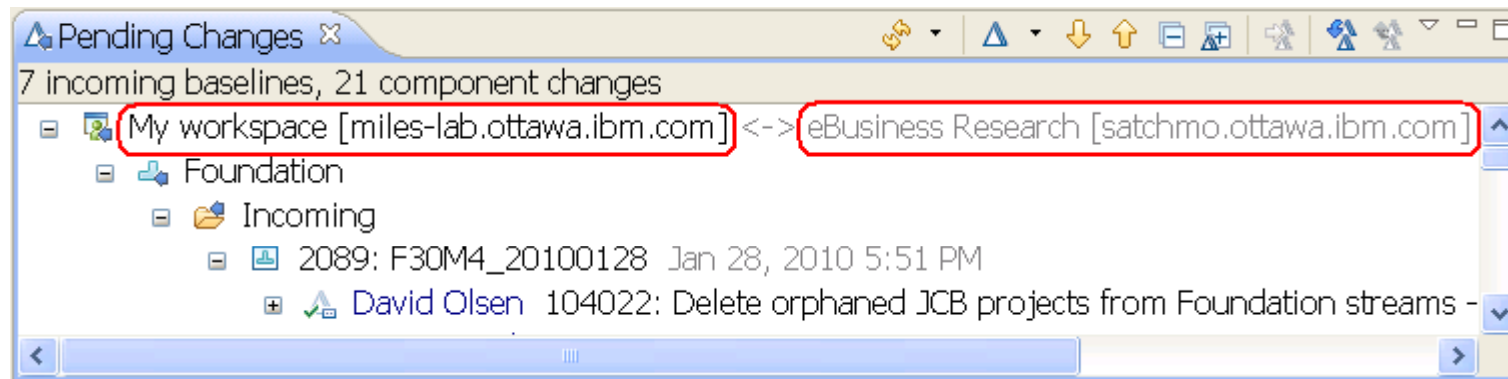 Pending Changes
7 incoming baselines, 21 component changes
My workspace [miles-lab.ottawa.ibm.com] <-> eBusiness Research [satchmo.ottawa.ibm.com]
Foundation
Incoming
2089: F30M4_20100128 Jan 28, 2010 5:51 PM
David Olsen 104022: Delete orphaned JCB projects from Foundation streams -